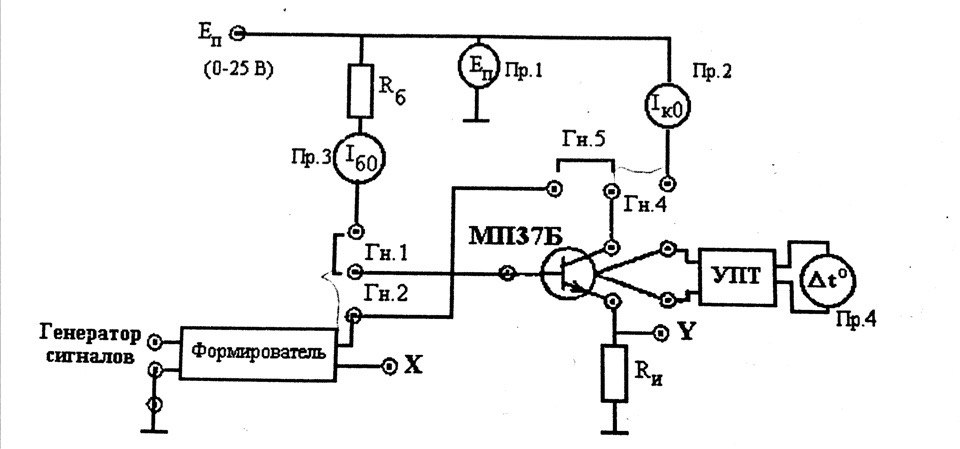 Eп
(0-25 В)
Rб
Eп
Пр.1
Пр.2
Iк0
Пр.3
Iб0
Гн.5
Гн.4
Гн.1
МП37Б
Гн.2
УПТ
Δt°
Пр.4
Генератор
сигналов
Формирователь
X
Y
Rи